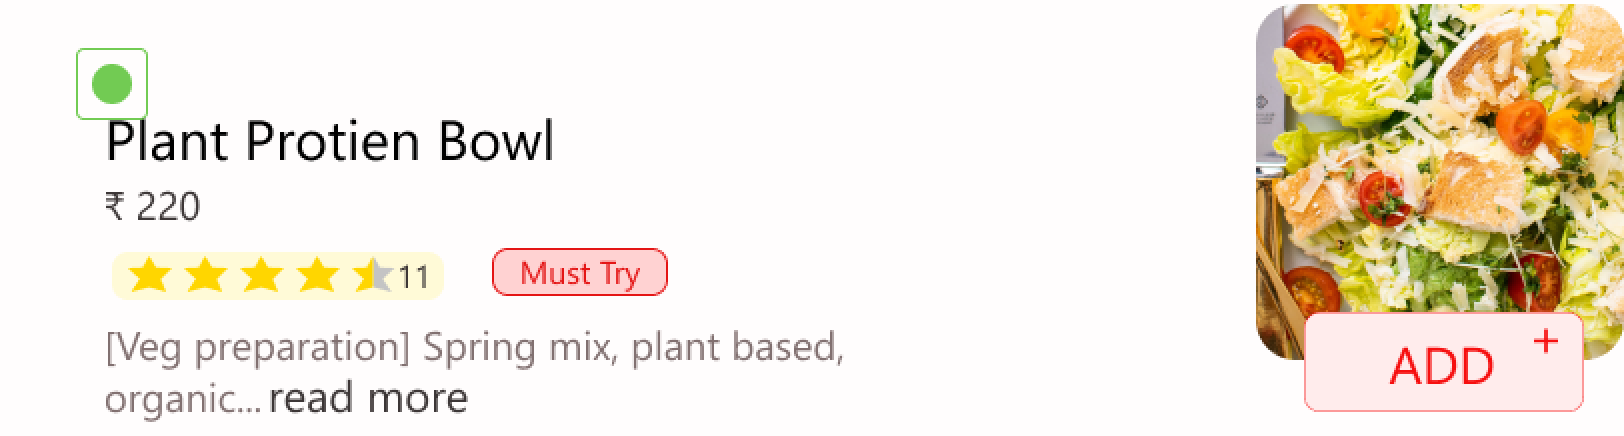 Plant Protien Bowl
₹ 220
11
Must Try
[Veg preparation] Spring mix, plant based,
organic... read more
ADD +